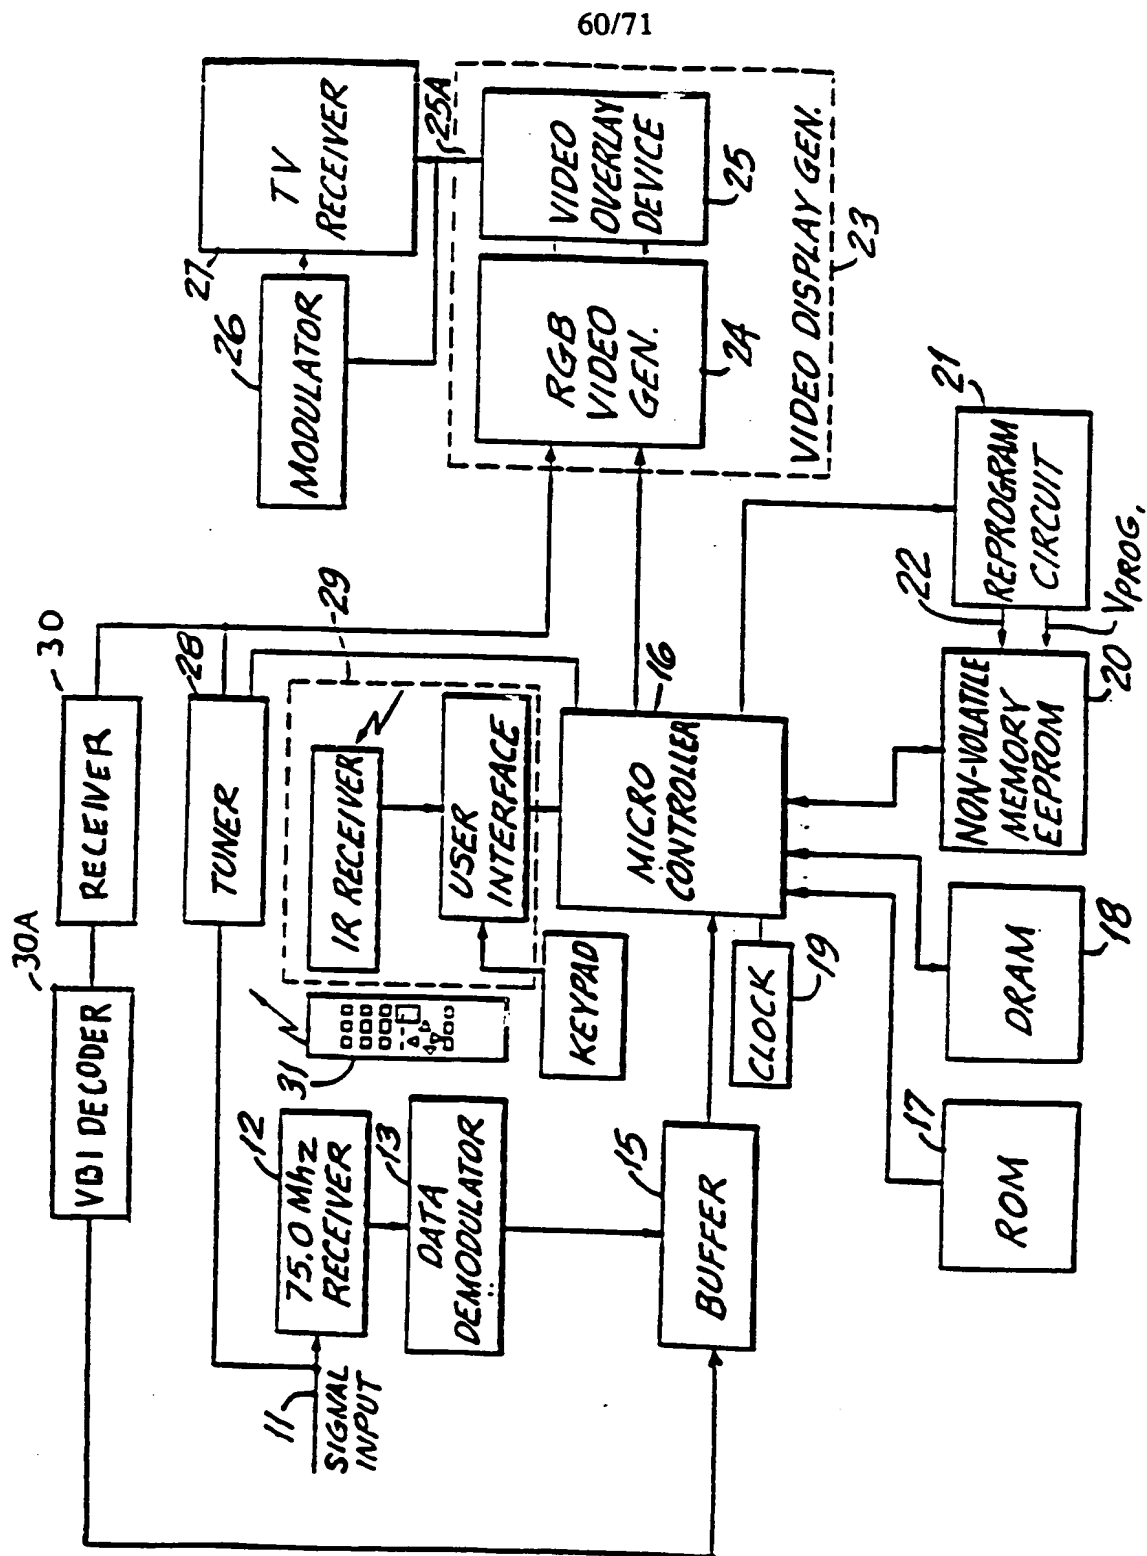 60/71
30A
VBI DECODER
30
RECEIVER
28
TUNER
29
IR RECEIVER
USER
INTERFACE
31
KEYPAD
11
SIGNAL
INPUT
12
75.0 Mhz
RECEIVER
13
DATA
DEMODULATOR
15
BUFFER
16
MICRO
CONTROLLER
19
CLOCK
17
ROM
18
DRAM
20
NON-VOLATILE
MEMORY
EEPROM
22
VPROG.
21
REPROGRAM
CIRCUIT
26
MODULATOR
27
TV
RECEIVER
25A
RGB
VIDEO
GEN.
24
VIDEO
OVERLAY
DEVICE
25
VIDEO DISPLAY GEN.
23